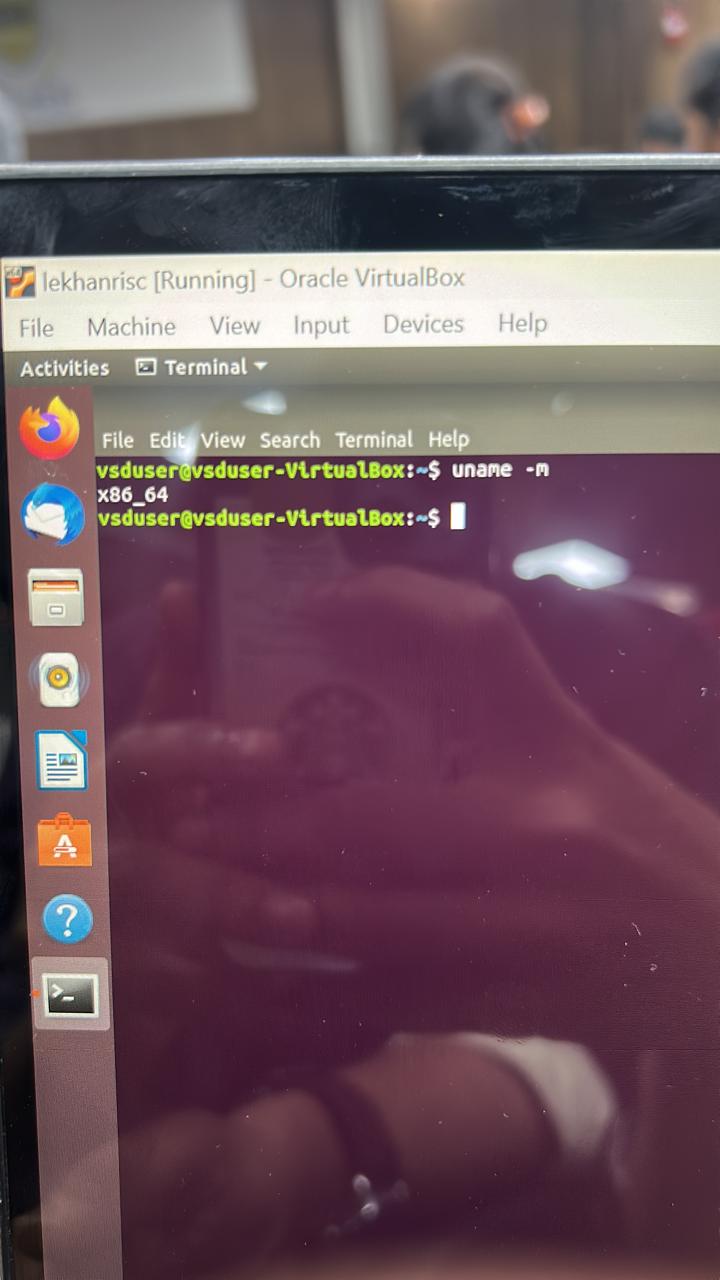 lekhanrisc [Running] - Oracle VirtualBox
File Machine View Input Devices Help
Activities Terminal
File Edit View Search Terminal Help
vsduser@vsduser-VirtualBox:~$ uname -m
x86_64
vsduser@vsduser-VirtualBox:~$